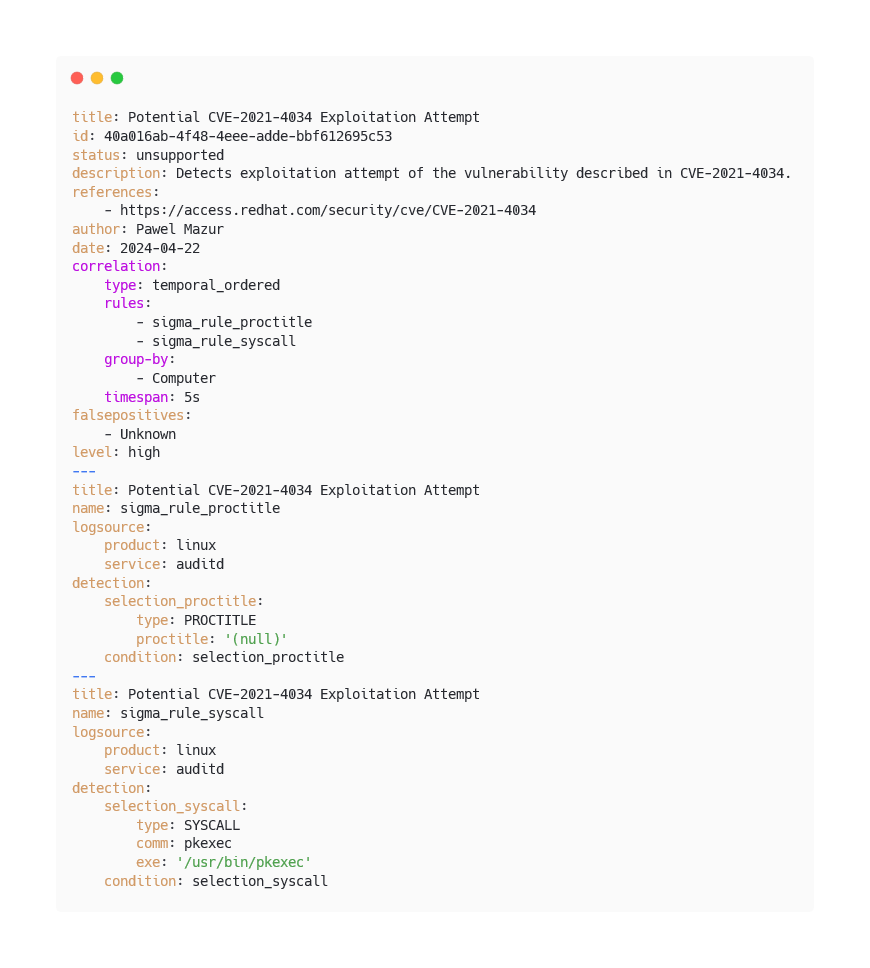 title: Potential CVE-2021-4034 Exploitation Attempt
id: 40a016ab-4f48-4eee-adde-bbf612695c53
status: unsupported
description: Detects exploitation attempt of the vulnerability described in CVE-2021-4034.
references:
    - https://access.redhat.com/security/cve/CVE-2021-4034
author: Pawel Mazur
date: 2024-04-22
correlation:
    type: temporal_ordered
    rules:
        - sigma_rule_proctitle
        - sigma_rule_syscall
    group-by:
        - Computer
    timespan: 5s
falsepositives:
    - Unknown
level: high
---
title: Potential CVE-2021-4034 Exploitation Attempt
name: sigma_rule_proctitle
logsource:
    product: linux
    service: auditd
detection:
    selection_proctitle:
        type: PROCTITLE
        proctitle: '(null)'
    condition: selection_proctitle
---
title: Potential CVE-2021-4034 Exploitation Attempt
name: sigma_rule_syscall
logsource:
    product: linux
    service: auditd
detection:
    selection_syscall:
        type: SYSCALL
        comm: pkexec
        exe: '/usr/bin/pkexec'
    condition: selection_syscall